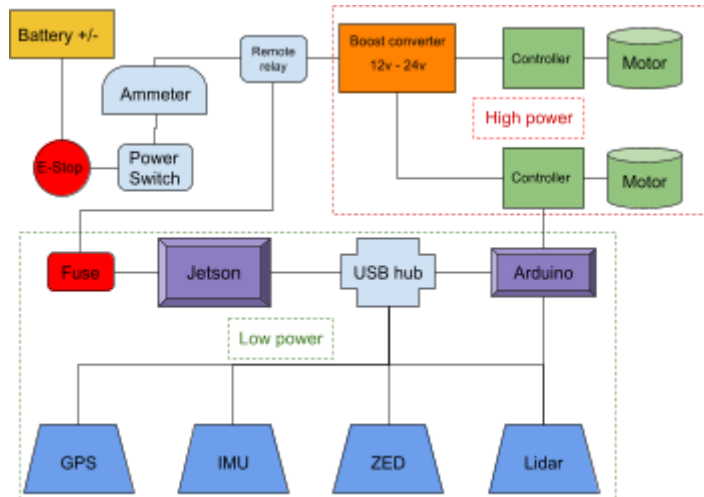 Battery +/-
Remote
relay
Boost converter
12v - 24v
Controller
Motor
Ammeter
High power
E-Stop
Power
Switch
Controller
Motor
Fuse
Jetson
USB hub
Arduino
Low power
GPS
IMU
ZED
Lidar